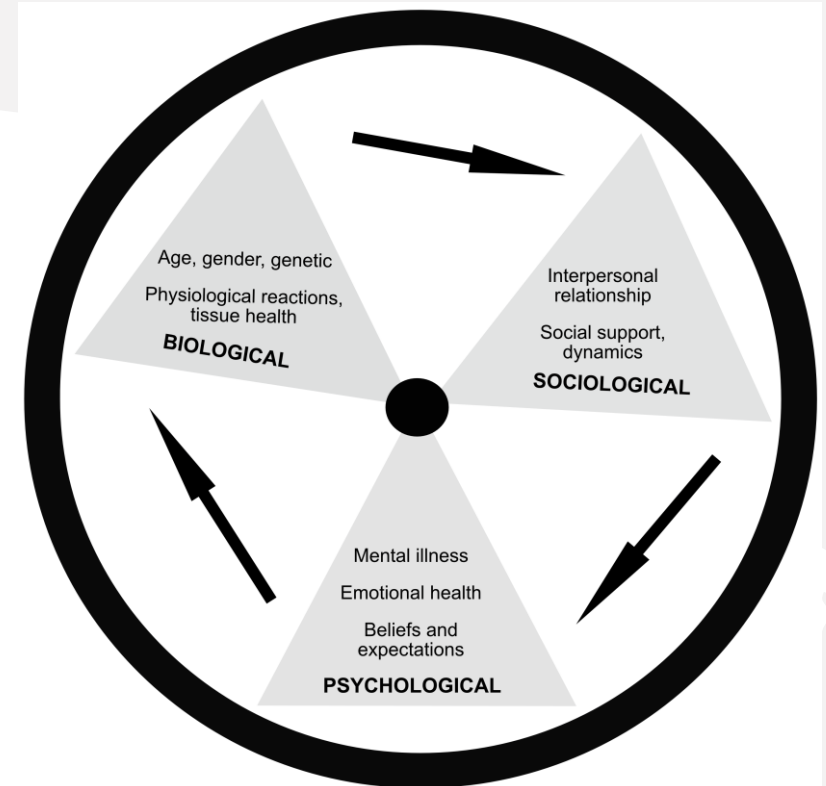 Age, gender, genetic
Physiological reactions,
tissue health
BIOLOGICAL
Interpersonal
relationship
Social support,
dynamics
SOCIOLOGICAL
Mental illness
Emotional health
Beliefs and
expectations
PSYCHOLOGICAL